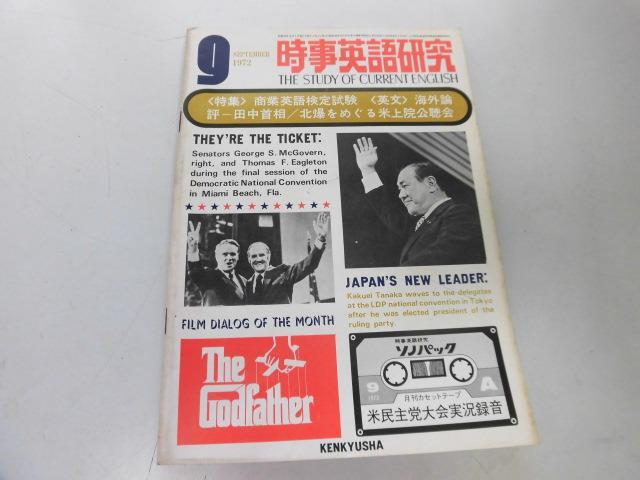 9
SEPTEMBER
1972
時事英語研究
THE STUDY OF CURRENT ENGLISH
〈特集〉 商業英語検定試験 〈英文〉 海外論
評－田中首相／北爆をめぐる米上院公聴会
THEY'RE THE TICKET:
Senators George S. McGovern,
right, and Thomas F. Eagleton
during the final session of the
Democratic National Convention
in Miami Beach, Fla.
JAPAN'S NEW LEADER:
Kakuei Tanaka waves to the delegates
at the LDP national convention in Tokyo
after he was elected president of the
ruling party.
FILM DIALOG OF THE MONTH
The
Godfather
時事英語研究
ソノパック
9
1972
A
月刊カセットテープ
米民主党大会実況録音
KENKYUSHA